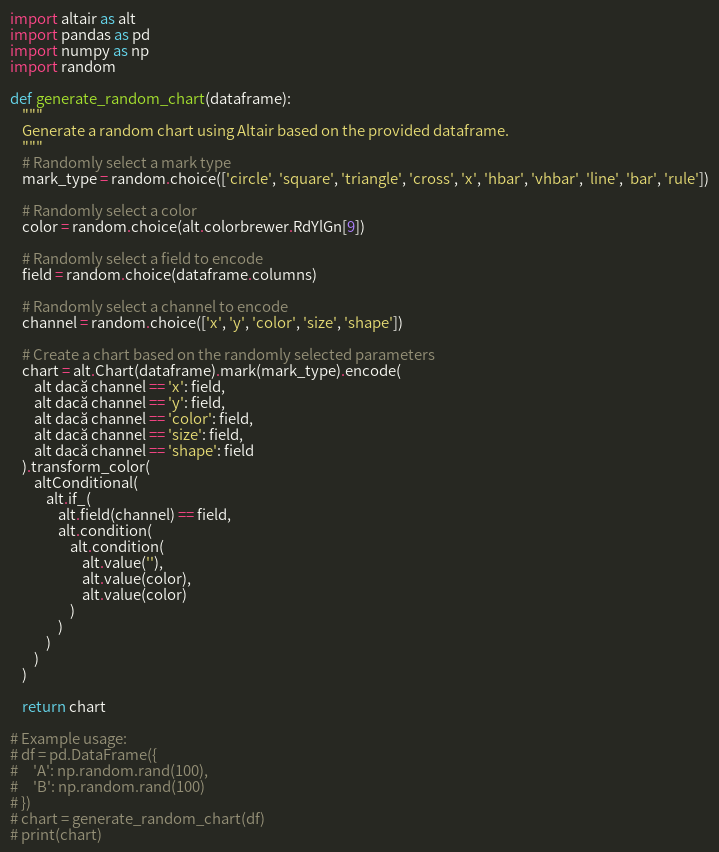 import altair as alt
import pandas as pd
import numpy as np
import random

def generate_random_chart(dataframe):
    """
    Generate a random chart using Altair based on the provided dataframe.
    """
    # Randomly select a mark type
    mark_type = random.choice(['circle', 'square', 'triangle', 'cross', 'x', 'hbar', 'vhbar', 'line', 'bar', 'rule'])

    # Randomly select a color
    color = random.choice(alt.colorbrewer.RdYlGn[9])

    # Randomly select a field to encode
    field = random.choice(dataframe.columns)

    # Randomly select a channel to encode
    channel = random.choice(['x', 'y', 'color', 'size', 'shape'])

    # Create a chart based on the randomly selected parameters
    chart = alt.Chart(dataframe).mark(mark_type).encode(
        alt dacă channel == 'x': field,
        alt dacă channel == 'y': field,
        alt dacă channel == 'color': field,
        alt dacă channel == 'size': field,
        alt dacă channel == 'shape': field
    ).transform_color(
        altConditional(
            alt.if_(
                alt.field(channel) == field,
                alt.condition(
                    alt.condition(
                        alt.value(''),
                        alt.value(color),
                        alt.value(color)
                    )
                )
            )
        )
    )

    return chart

# Example usage:
# df = pd.DataFrame({
#     'A': np.random.rand(100),
#     'B': np.random.rand(100)
# })
# chart = generate_random_chart(df)
# print(chart)